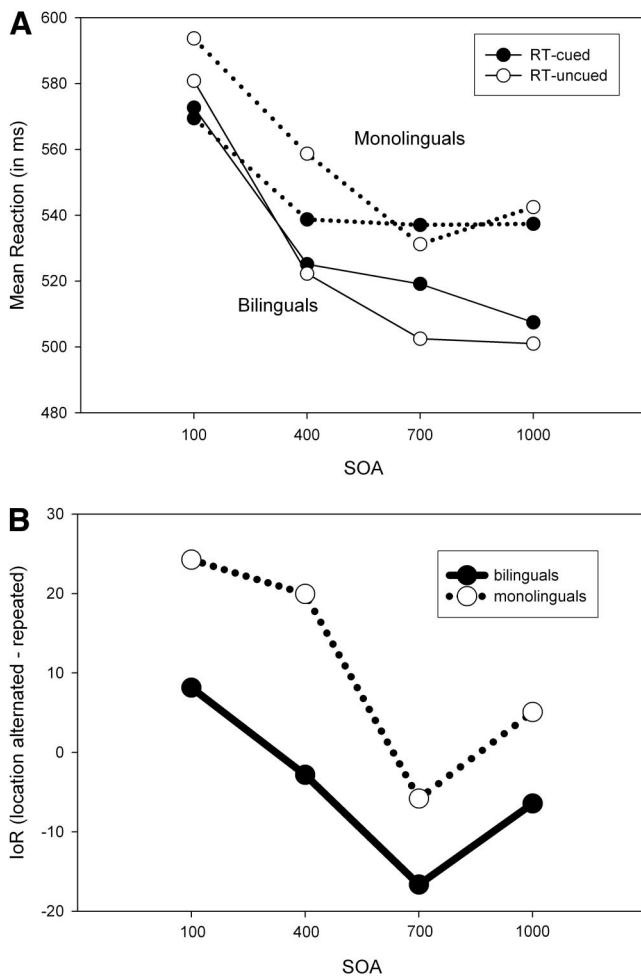 A
600
580
560
540
520
500
480
Mean Reaction (in ms)
RT-cued
RT-uncued
Monolinguals
Bilinguals
100 400 700 1000
SOA
B
30
20
10
0
-10
-20
IoR (location alternated - repeated)
bilinguals
monolinguals
100 400 700 1000
SOA